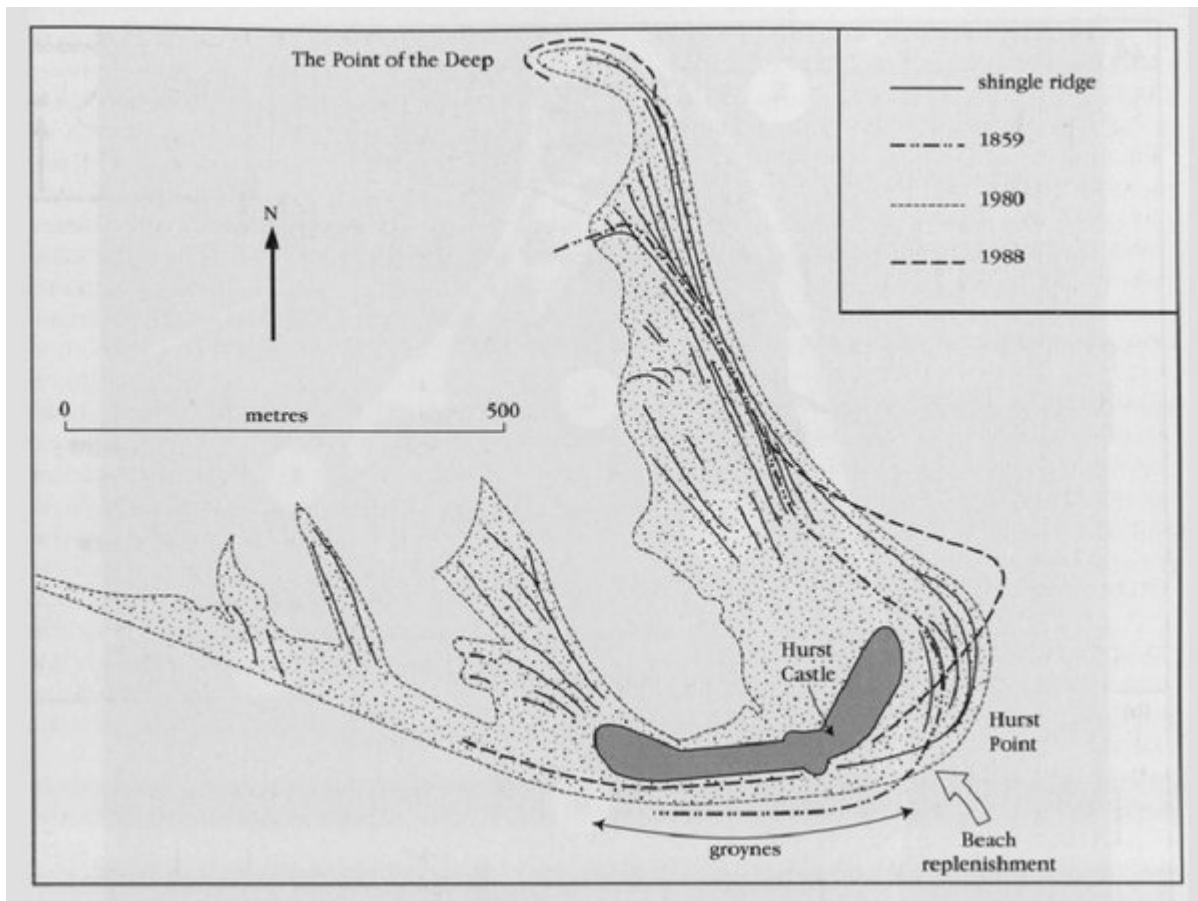 The Point of the Deep
shingle ridge
1859
1980
1988
N
0 metres 500
Hurst
Castle
Hurst
Point
groynes
Beach
replenishment